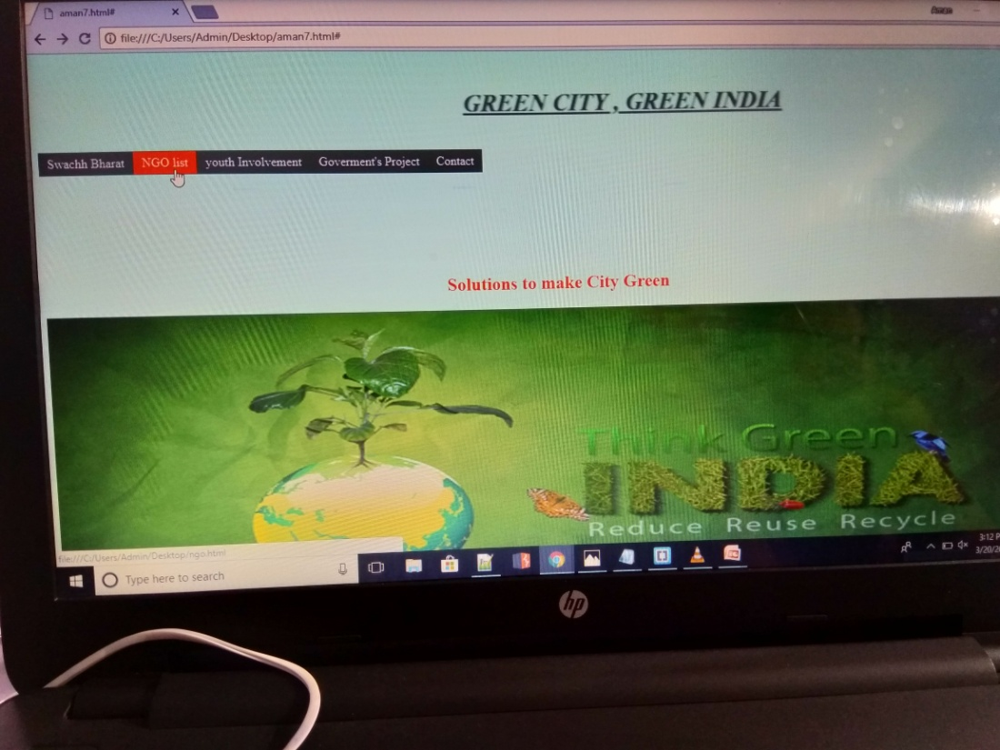 aman7.html#
file:///C:/Users/Admin/Desktop/aman7.html#
GREEN CITY , GREEN INDIA
Swachh Bharat NGO list youth Involvement Goverment's Project Contact
Solutions to make City Green
Think Green
INDIA
Reduce Reuse Recycle
file:///C:/Users/Admin/Desktop/ngo.html
Type here to search
3:12 P
3/20/2
hp